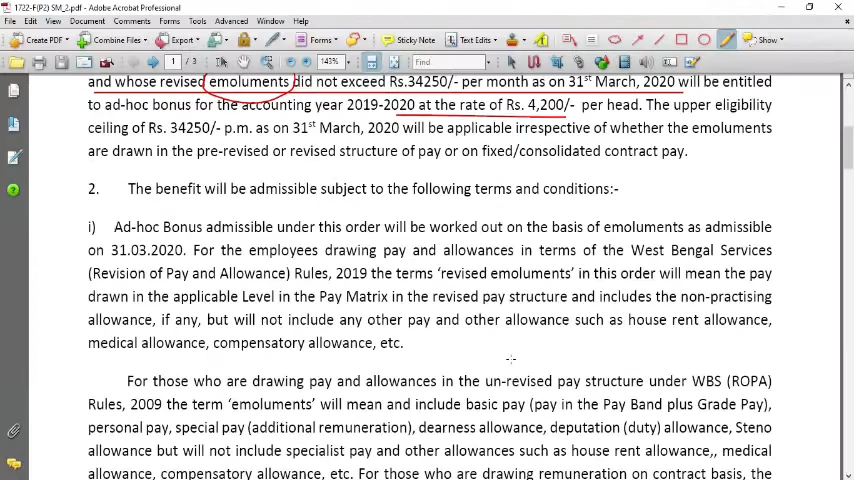 1722-F(P2) SM_2.pdf - Adobe Acrobat Professional
File Edit View Document Comments Forms Tools Advanced Window Help
Create PDF Combine Files Export Forms Sticky Note Text Edits Show
1 / 3 143% Find
and whose revised emoluments did not exceed Rs.34250/- per month as on 31st March, 2020 will be entitled
to ad-hoc bonus for the accounting year 2019-2020 at the rate of Rs. 4,200/- per head. The upper eligibility
ceiling of Rs. 34250/- p.m. as on 31st March, 2020 will be applicable irrespective of whether the emoluments
are drawn in the pre-revised or revised structure of pay or on fixed/consolidated contract pay.
2. The benefit will be admissible subject to the following terms and conditions:-
i) Ad-hoc Bonus admissible under this order will be worked out on the basis of emoluments as admissible
on 31.03.2020. For the employees drawing pay and allowances in terms of the West Bengal Services
(Revision of Pay and Allowance) Rules, 2019 the terms ‘revised emoluments’ in this order will mean the pay
drawn in the applicable Level in the Pay Matrix in the revised pay structure and includes the non-practising
allowance, if any, but will not include any other pay and other allowance such as house rent allowance,
medical allowance, compensatory allowance, etc.
For those who are drawing pay and allowances in the un-revised pay structure under WBS (ROPA)
Rules, 2009 the term ‘emoluments’ will mean and include basic pay (pay in the Pay Band plus Grade Pay),
personal pay, special pay (additional remuneration), dearness allowance, deputation (duty) allowance, Steno
allowance but will not include specialist pay and other allowances such as house rent allowance,, medical
allowance, compensatory allowance, etc. For those who are drawing remuneration on contract basis, the